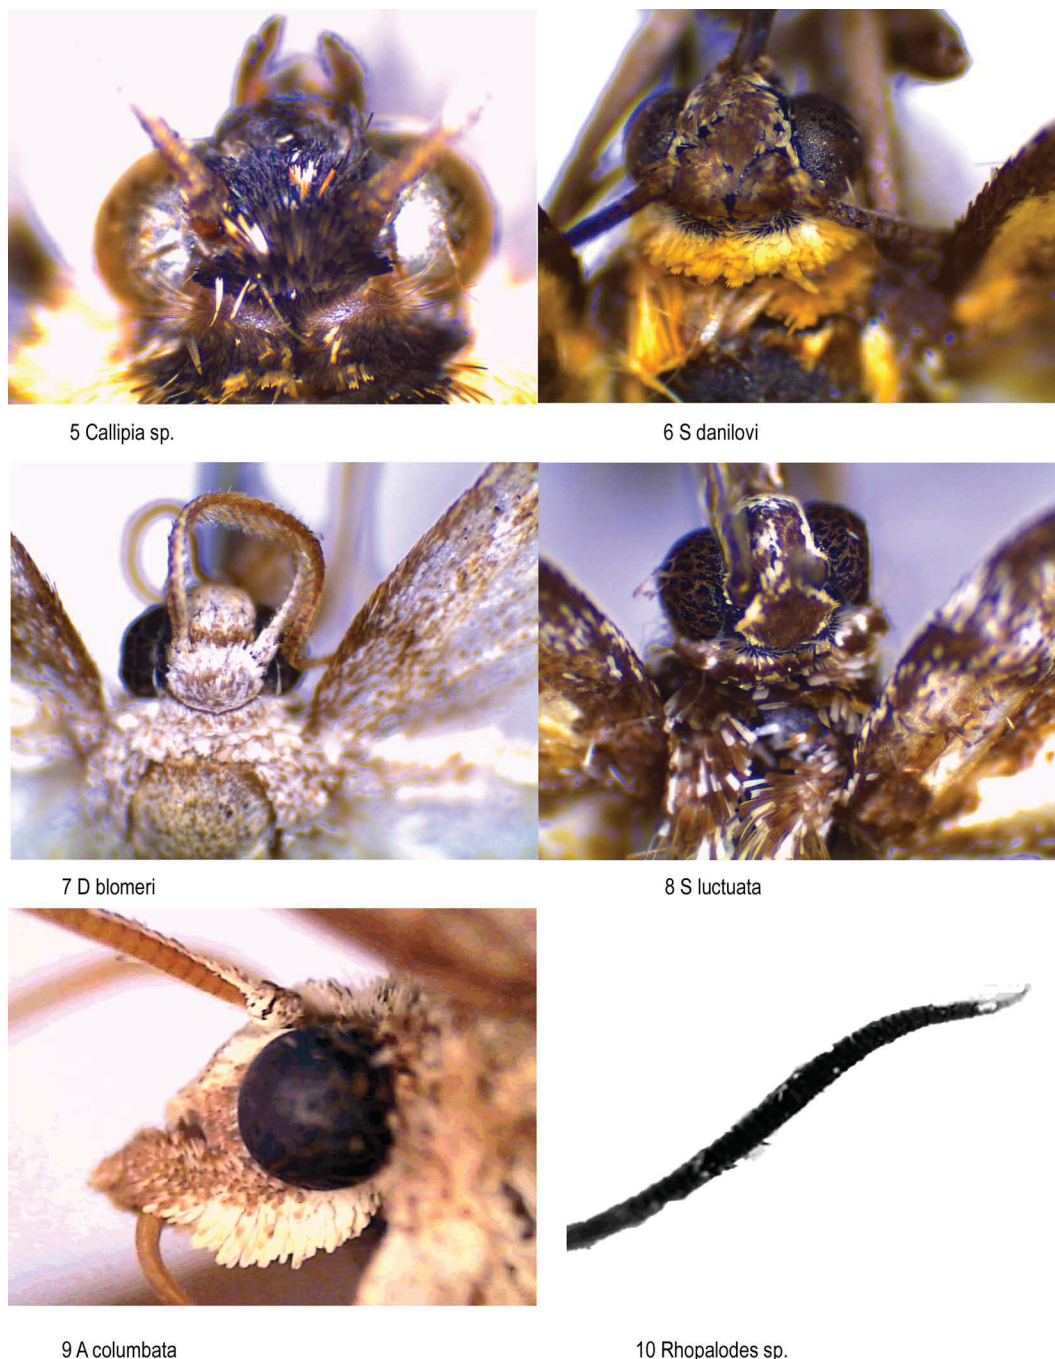 5 Callipia sp.
6 S danilovi
7 D blomeri
8 S luctuata
9 A columbata
10 Rhopalodes sp.